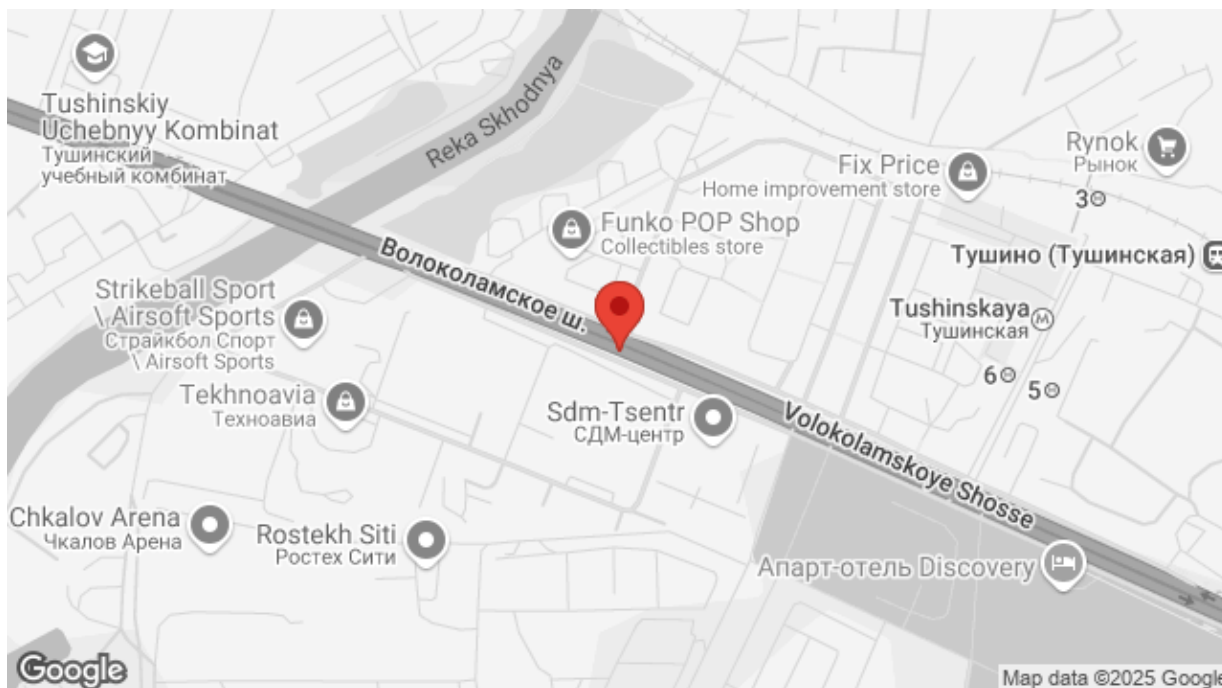 Tushinskiy
Uchebnyy Kombinat
Тушинский
учебный комбинат
Reka Skhodnya
Rynok
Рынок
Fix Price
Home improvement store
3
Funko POP Shop
Collectibles store
Волоколамское ш.
Тушино (Тушинская)
Strikeball Sport
\ Airsoft Sports
Страйкбол Спорт
\ Airsoft Sports
Tushinskaya
Тушинская
M
6
5
Tekhnoavia
Техноавиа
Sdm-Tsentr
СДМ-центр
Volokolamskoye Shosse
Chkalov Arena
Чкалов Арена
Rostekh Siti
Ростех Сити
Апарт-отель Discovery
Google
Map data ©2025 Google